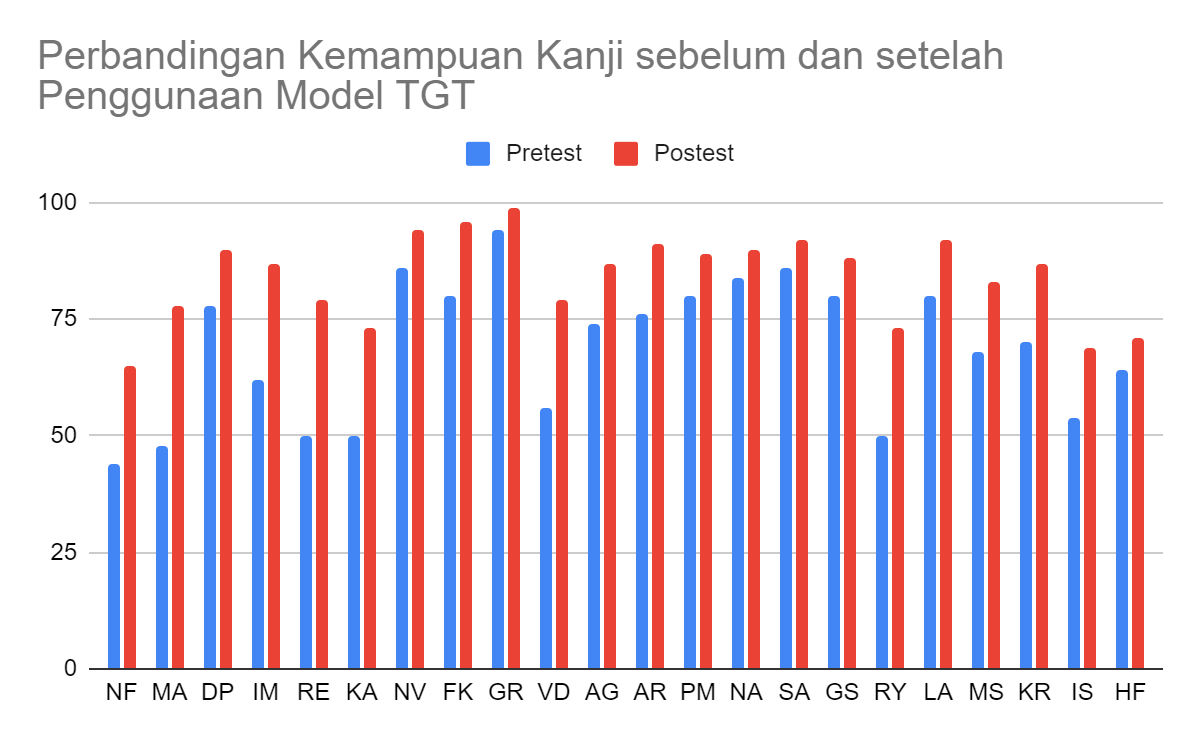 Perbandingan Kemampuan Kanji sebelum dan setelah
Penggunaan Model TGT
Pretest Postest
100
75
50
25
0
NF MA DP IM RE KA NV FK GR VD AG AR PM NA SA GS RY LA MS KR IS HF